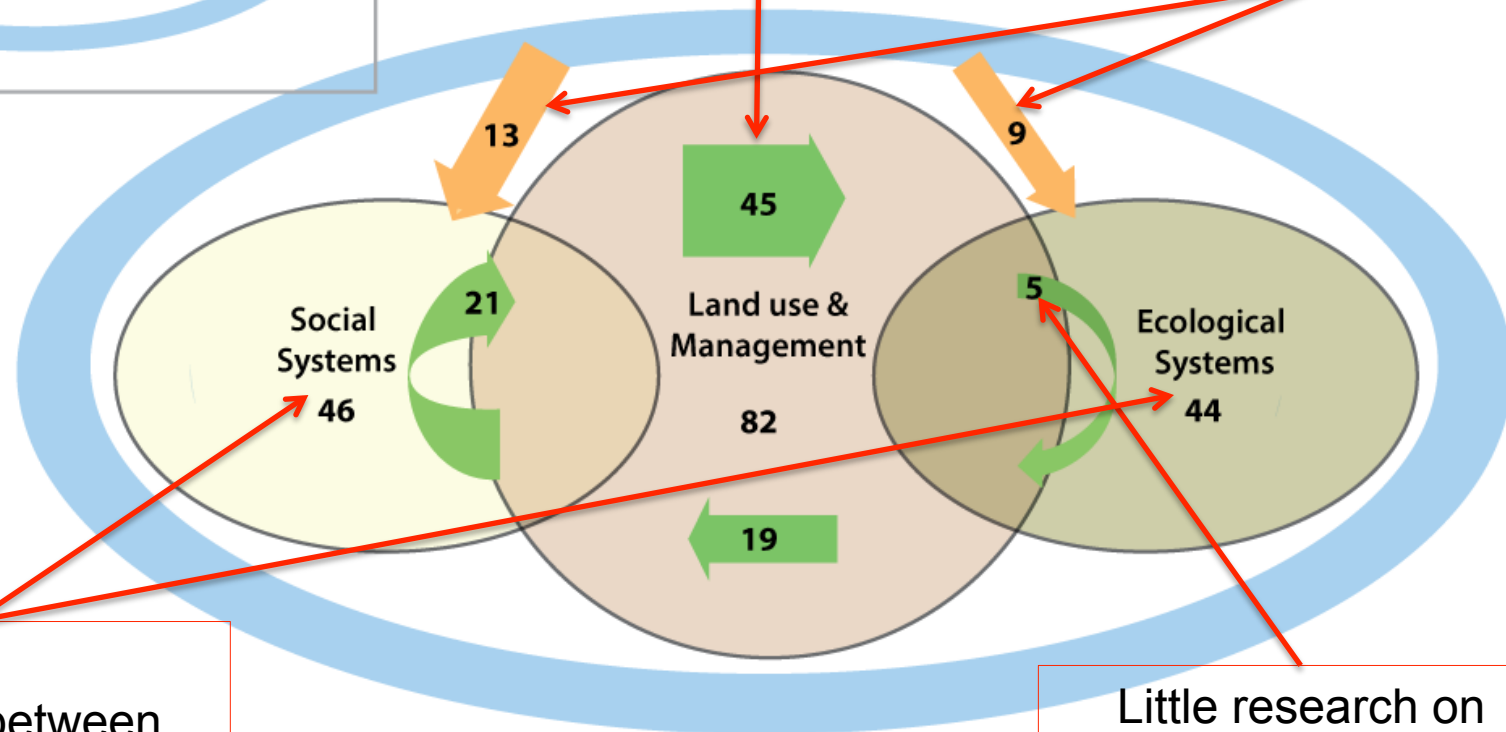 13
9
45
21
5
Social
Systems
46
Land use &
Management
82
Ecological
Systems
44
19
between
Little research on